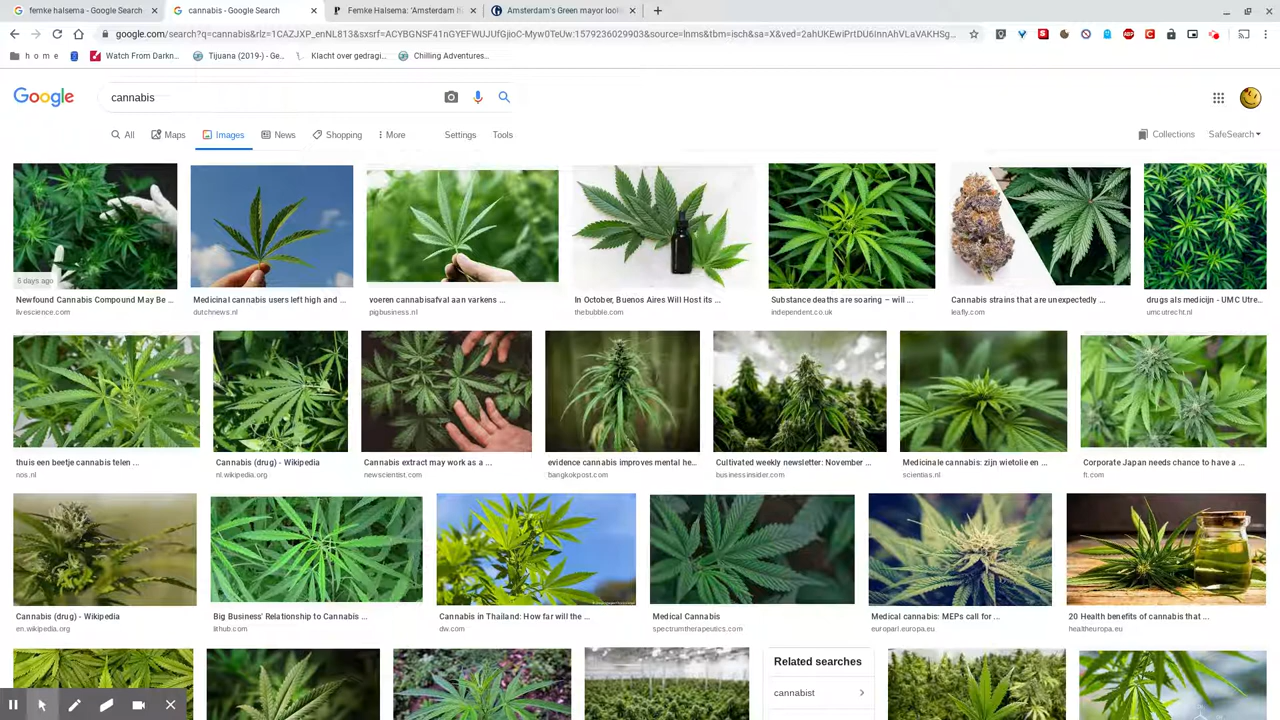 femke halsema - Google Search
cannabis - Google Search
Femke Halsema: 'Amsterdam
Amsterdam's Green mayor look
google.com/search?q=cannabis&rlz=1CAZJXP_enNL813&sxsrf=ACYBGNSF41nGYEFWUJUfGjioC-Myw0TeUw:1579236029903&source=lnms&tbm=isch&sa=X&ved=2ahUKEwiPrtDU6InnAhVLaVAKHSg...
h o m e
Watch From Darkn...
Tijuana (2019-) - Ge...
Klacht over gedragi...
Chilling Adventures...
Google
cannabis
All
Maps
Images
News
Shopping
More
Settings
Tools
Collections
SafeSearch
6 days ago
Newfound Cannabis Compound May Be ...
livescience.com
Medicinal cannabis users left high and ...
dutchnews.nl
voeren cannabisafval aan varkens ...
pigbusiness.nl
In October, Buenos Aires Will Host its ...
thebubble.com
Substance deaths are soaring – will ...
independent.co.uk
Cannabis strains that are unexpectedly ...
leafly.com
drugs als medicijn - UMC Utre...
umcutrecht.nl
thuis een beetje cannabis telen ...
nos.nl
Cannabis (drug) - Wikipedia
nl.wikipedia.org
Cannabis extract may work as a ...
newscientist.com
evidence cannabis improves mental he...
bangkokpost.com
Cultivated weekly newsletter: November ...
businessinsider.com
Medicinale cannabis: zijn wietolie en ...
scientias.nl
Corporate Japan needs chance to have a ...
ft.com
Cannabis (drug) - Wikipedia
en.wikipedia.org
Big Business' Relationship to Cannabis ...
lithub.com
Cannabis in Thailand: How far will the ...
dw.com
Medical Cannabis
spectrumtherapeutics.com
Medical cannabis: MEPs call for ...
europarl.europa.eu
20 Health benefits of cannabis that ...
healtheuropa.eu
Related searches
cannabist